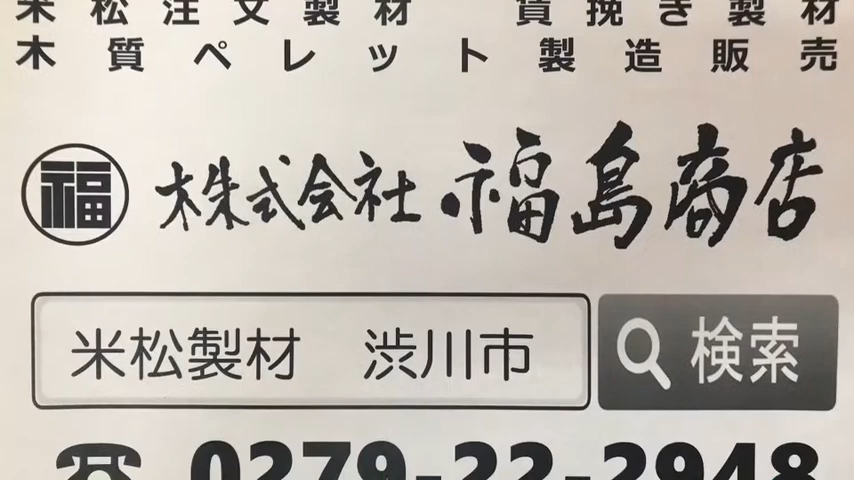 米松注文製材　賃挽き製材
木質ペレット製造販売
福 株式会社 福島商店
米松製材　渋川市 検索
0279-22-2948